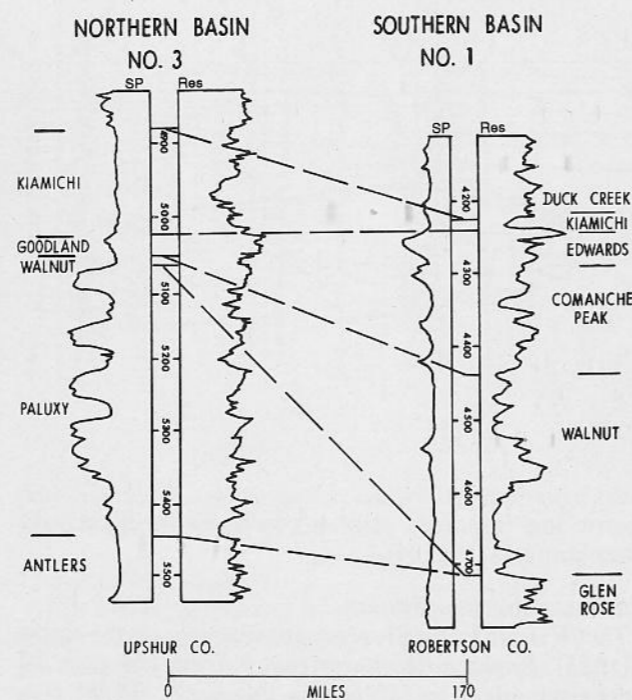 NORTHERN BASIN
NO. 3
SOUTHERN BASIN
NO. 1
SP
Res
KIAMICHI
GOODLAND
WALNUT
PALUXY
ANTLERS
5000
5100
5200
5300
5400
5500
SP
Res
4200
4300
4400
4500
4600
4700
DUCK CREEK
KIAMICHI
EDWARDS
COMANCHE
PEAK
WALNUT
GLEN
ROSE
UPSHUR CO.
ROBERTSON CO.
0
MILES
170